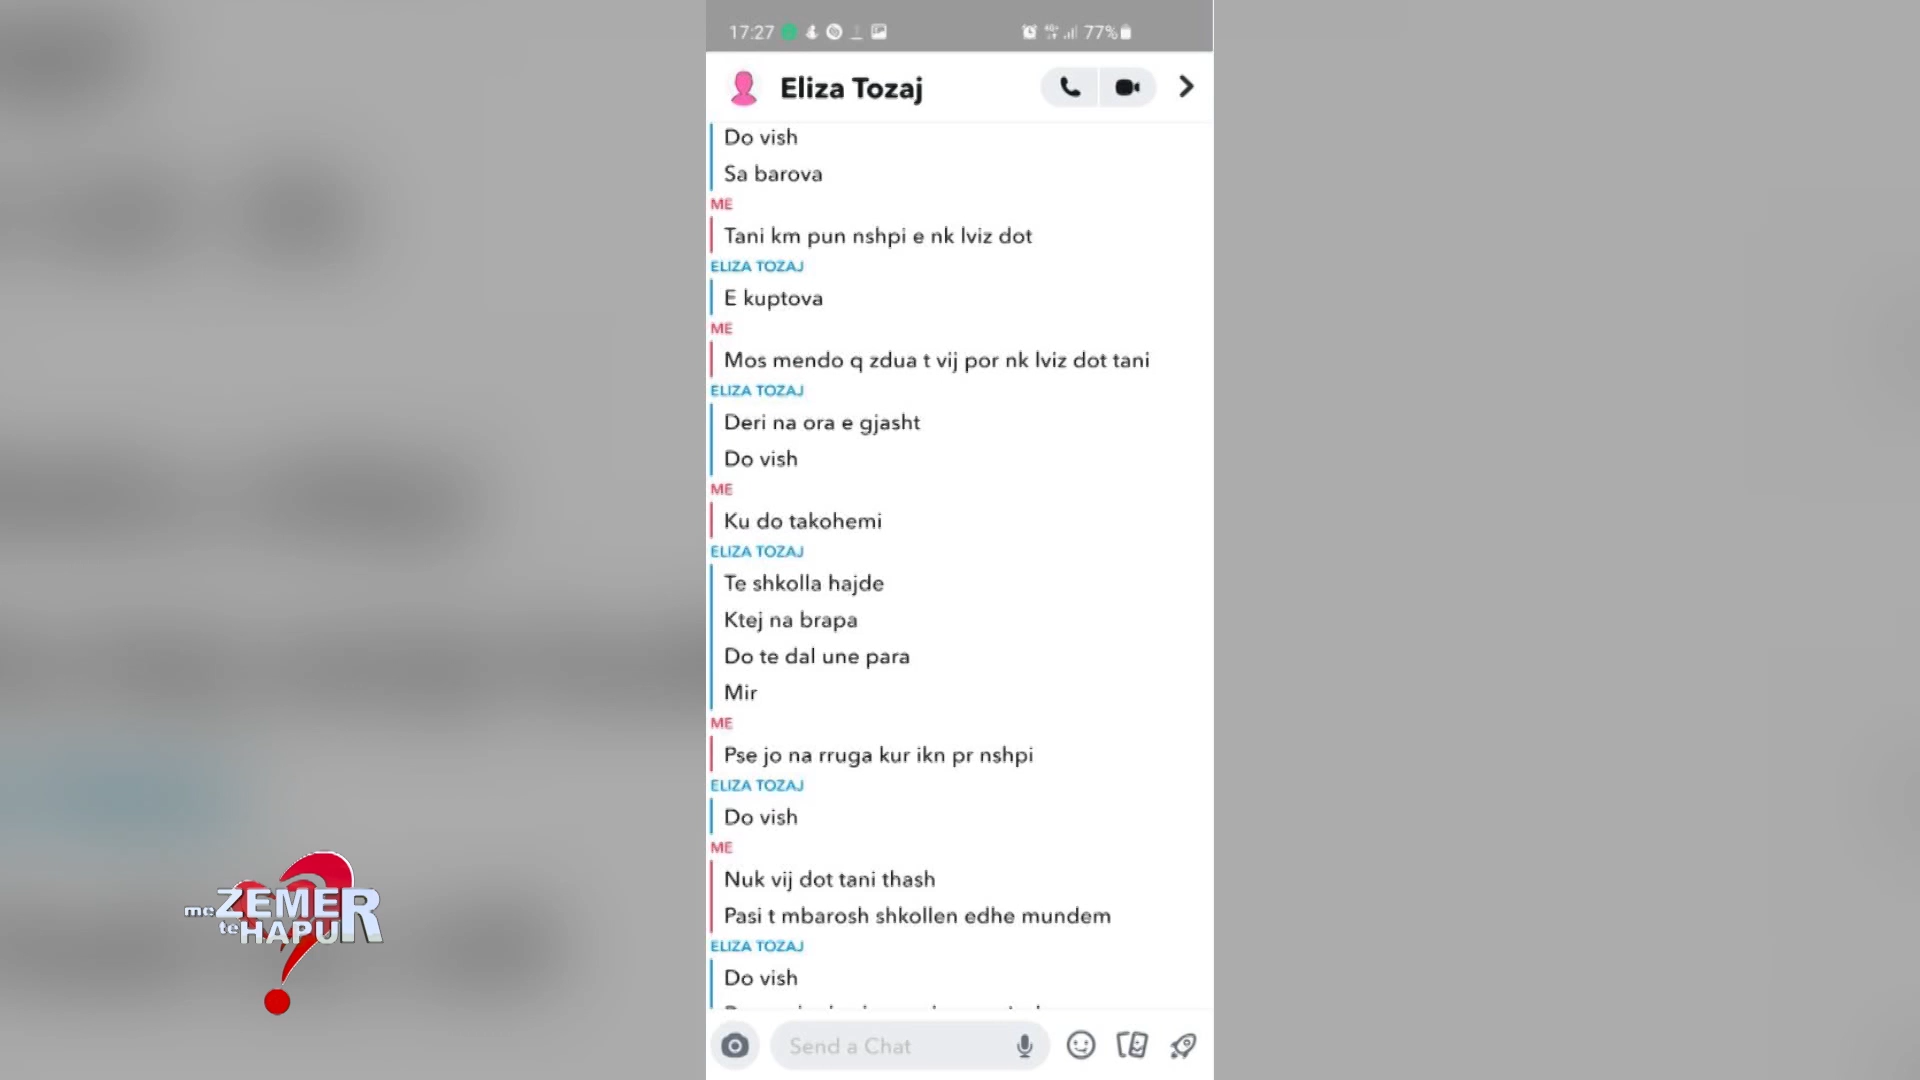 17:27
77%
Eliza Tozaj
Do vish
Sa barova
ME
Tani km pun nshpi e nk lviz dot
ELIZA TOZAJ
E kuptova
ME
Mos mendo q zdua t vij por nk lviz dot tani
ELIZA TOZAJ
Deri na ora e gjasht
Do vish
ME
Ku do takohemi
ELIZA TOZAJ
Te shkolla hajde
Ktej na brapa
Do te dal une para
Mir
ME
Pse jo na rruga kur ikn pr nshpi
ELIZA TOZAJ
Do vish
ME
Nuk vij dot tani thash
Pasi t mbarosh shkollen edhe mundem
ELIZA TOZAJ
Do vish
Send a Chat
me ZEMER
te HAPUR